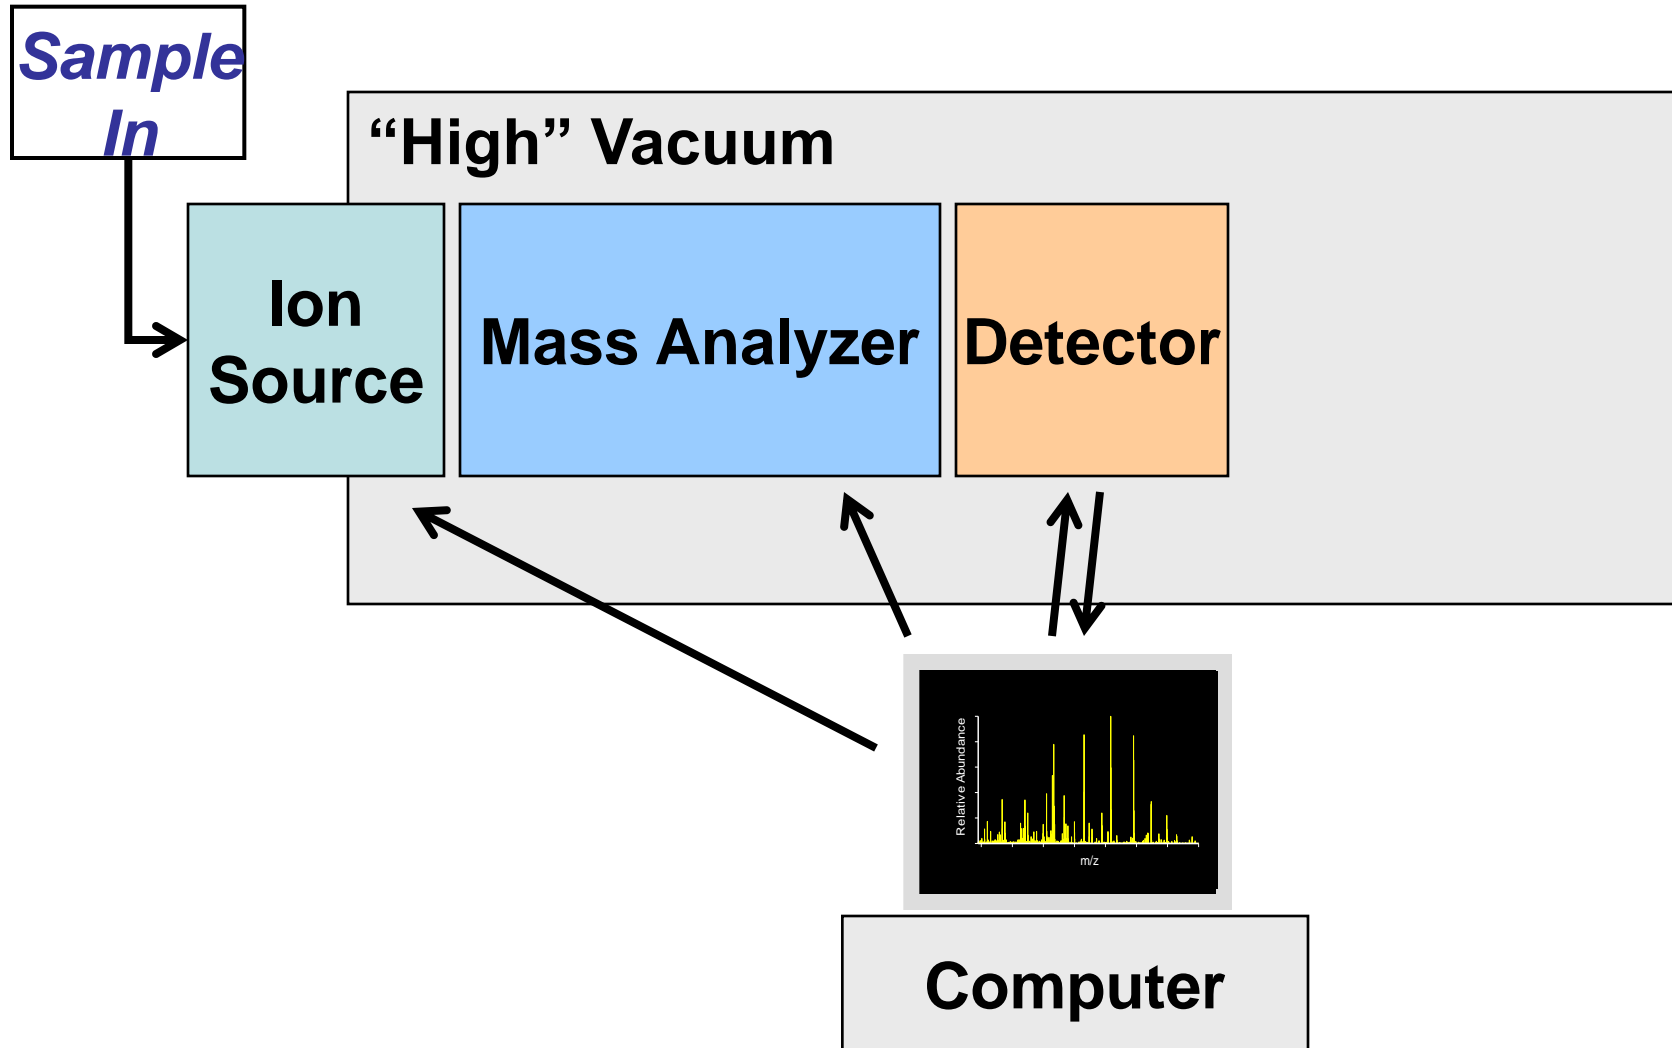 Sample
In
“High” Vacuum
Ion
Source
Mass Analyzer
Detector
Relative Abundance
m/z
Computer